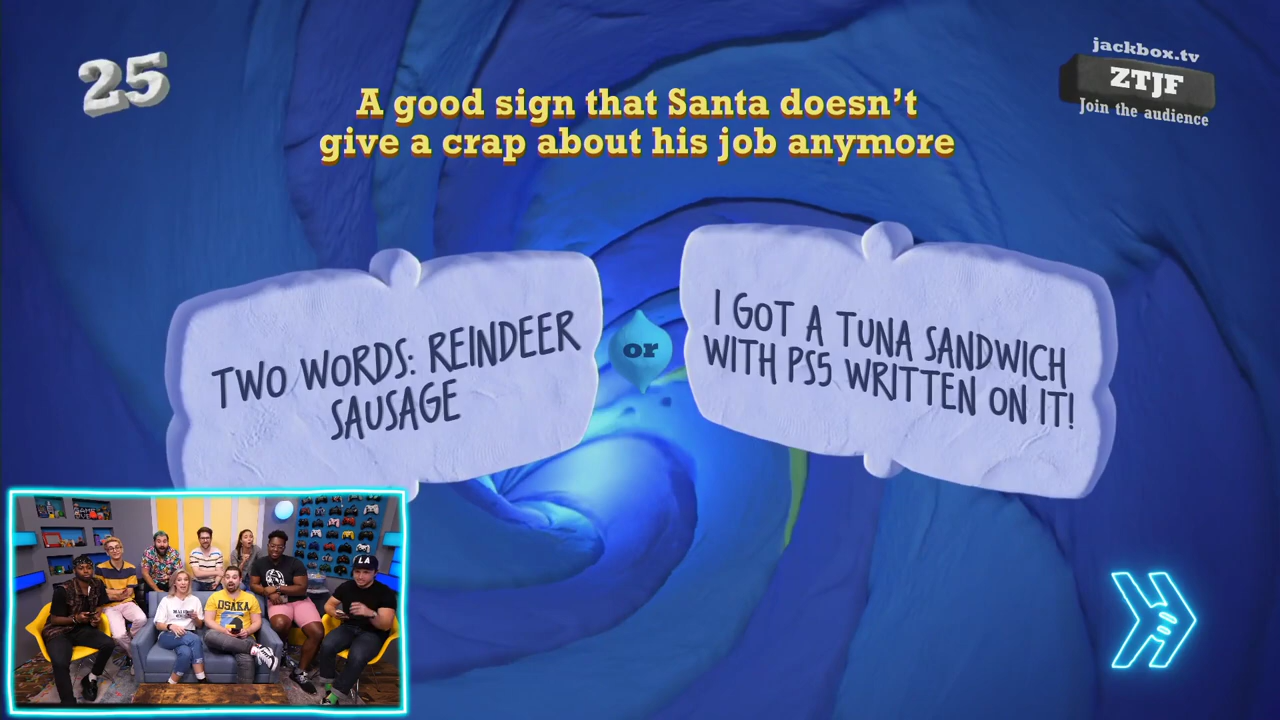 25
jackbox.tv
ZTJF
Join the audience
A good sign that Santa doesn't
give a crap about his job anymore
TWO WORDS: REINDEER
SAUSAGE
or
I GOT A TUNA SANDWICH
WITH PS5 WRITTEN ON IT!
OSAKA
LA